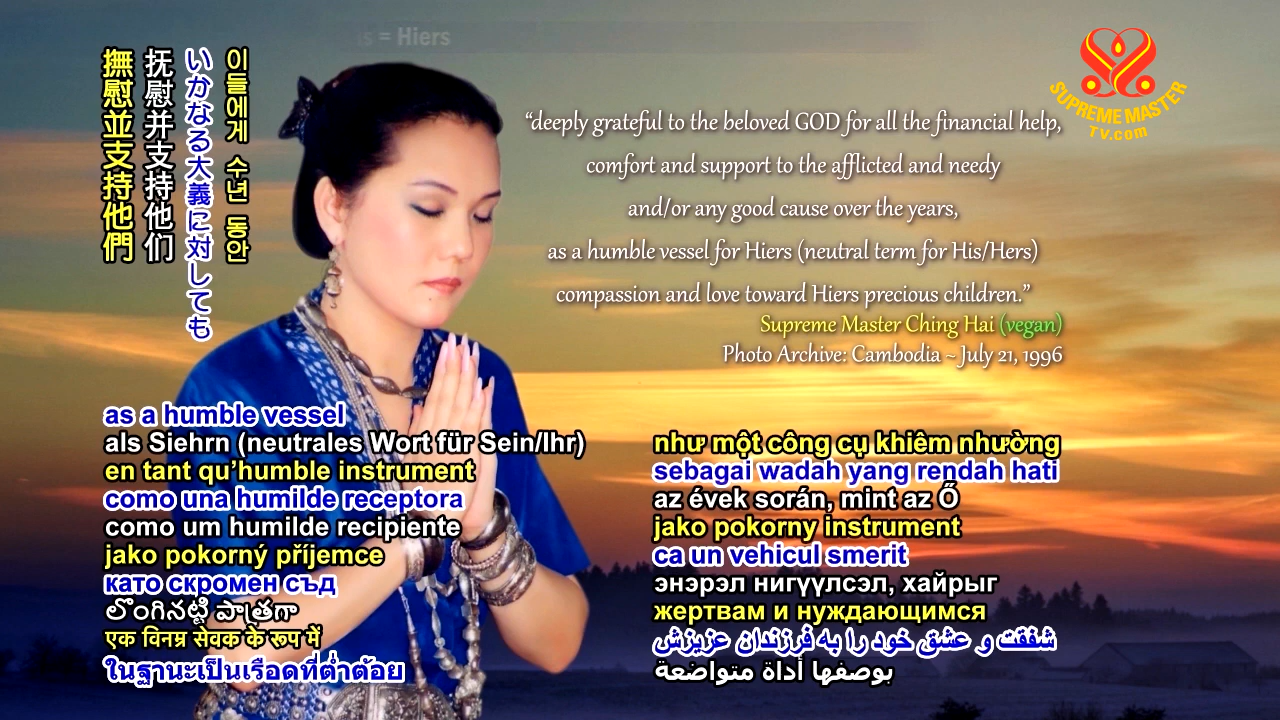 = Hiers
이들에게 수년 동안
いかなる大義に対しても
抚慰并支持他们
撫慰並支持他們
SUPREME MASTER
TV.com
“deeply grateful to the beloved GOD for all the financial help,
comfort and support to the afflicted and needy
and/or any good cause over the years,
as a humble vessel for Hiers (neutral term for His/Hers)
compassion and love toward Hiers precious children.”
Supreme Master Ching Hai (vegan)
Photo Archive: Cambodia ~ July 21, 1996
as a humble vessel
als Siehrn (neutrales Wort für Sein/Ihr)
en tant qu’humble instrument
como una humilde receptora
como um humilde recipiente
jako pokorný příjemce
като скромен съд
లొంగినట్టి పాత్రగా
एक विनम्र सेवक के रूप में
ในฐานะเป็นเรือดที่ต่ำต้อย
như một công cụ khiêm nhường
sebagai wadah yang rendah hati
az évek során, mint az Ő
jako pokorny instrument
ca un vehicul smerit
энэрэл нигүүлсэл, хайрыг
жертвам и нуждающимся
شفقت و عشق خود را به فرزندان عزیزش
بوصفها أداة متواضعة